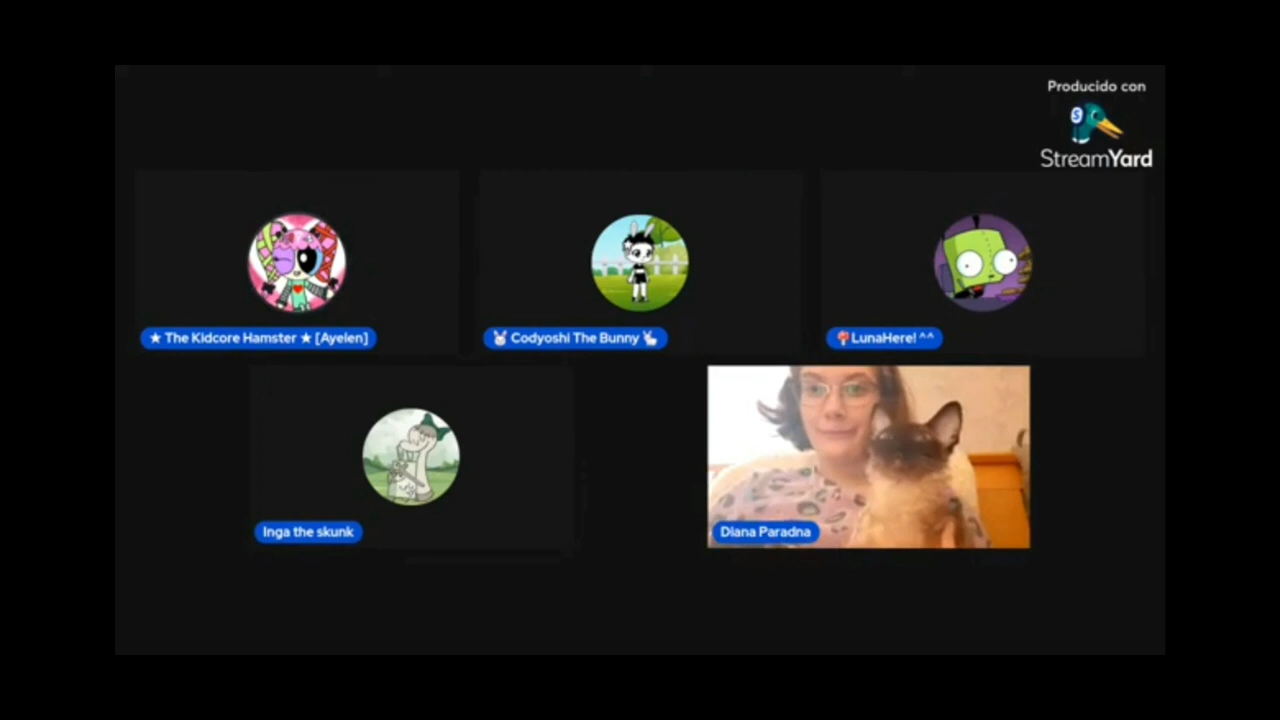 Producido con
StreamYard
★ The Kidcore Hamster ★ [Ayelen]
🐰 Codyoshi The Bunny 🐇
🍄LunaHere! ^^
Inga the skunk
Diana Paradna